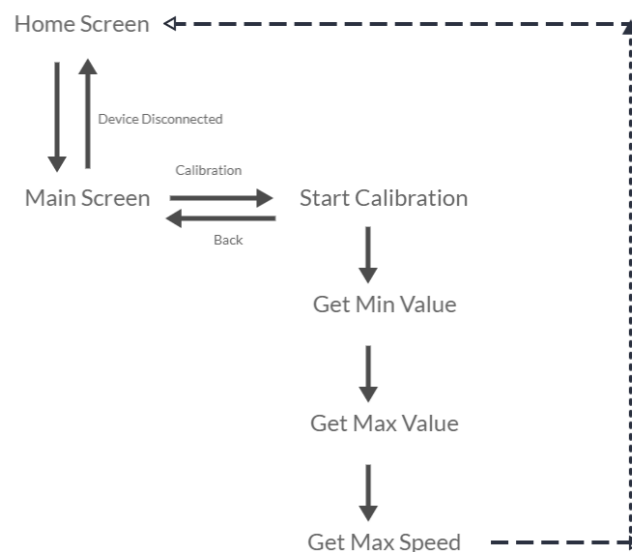 Home Screen
Device Disconnected
Calibration
Main Screen
Start Calibration
Back
Get Min Value
Get Max Value
Get Max Speed